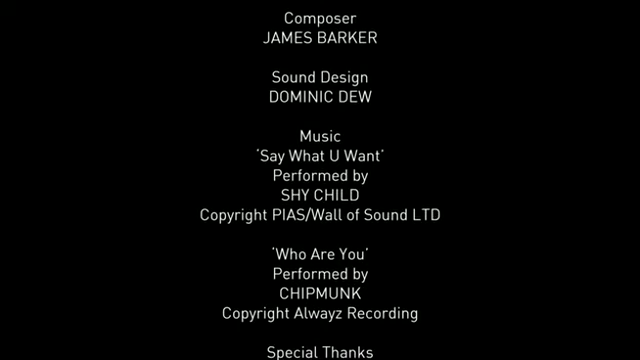 Composer
JAMES BARKER
Sound Design
DOMINIC DEW
Music
‘Say What U Want’
Performed by
SHY CHILD
Copyright PIAS/Wall of Sound LTD
‘Who Are You’
Performed by
CHIPMUNK
Copyright Alwayz Recording
Special Thanks